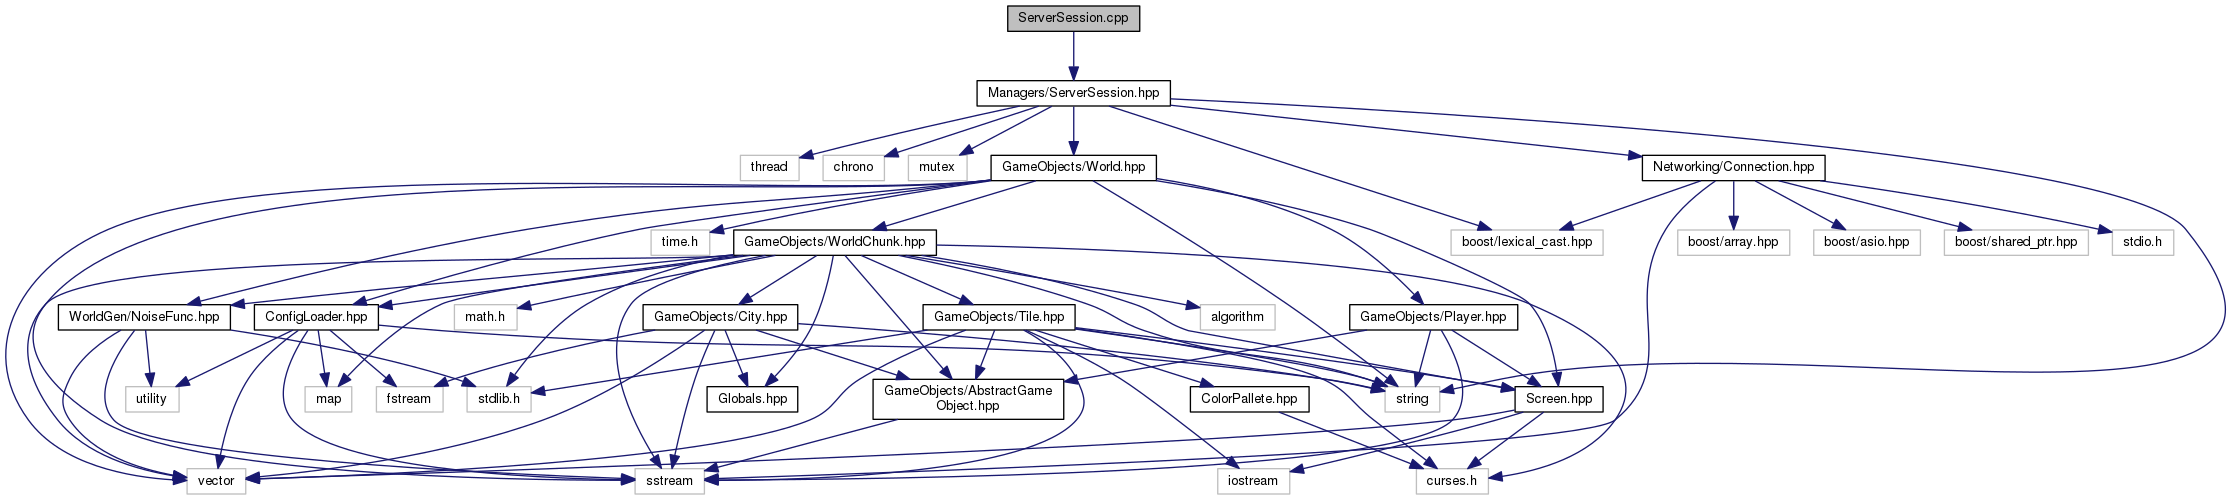 ServerSession.cpp
Managers/ServerSession.hpp
thread
chrono
mutex
GameObjects/World.hpp
Networking/Connection.hpp
time.h
GameObjects/WorldChunk.hpp
boost/lexical_cast.hpp
boost/array.hpp
boost/asio.hpp
boost/shared_ptr.hpp
stdio.h
WorldGen/NoiseFunc.hpp
ConfigLoader.hpp
math.h
GameObjects/City.hpp
GameObjects/Tile.hpp
algorithm
GameObjects/Player.hpp
utility
map
fstream
stdlib.h
Globals.hpp
GameObjects/AbstractGame
Object.hpp
ColorPallete.hpp
string
Screen.hpp
vector
sstream
iostream
curses.h